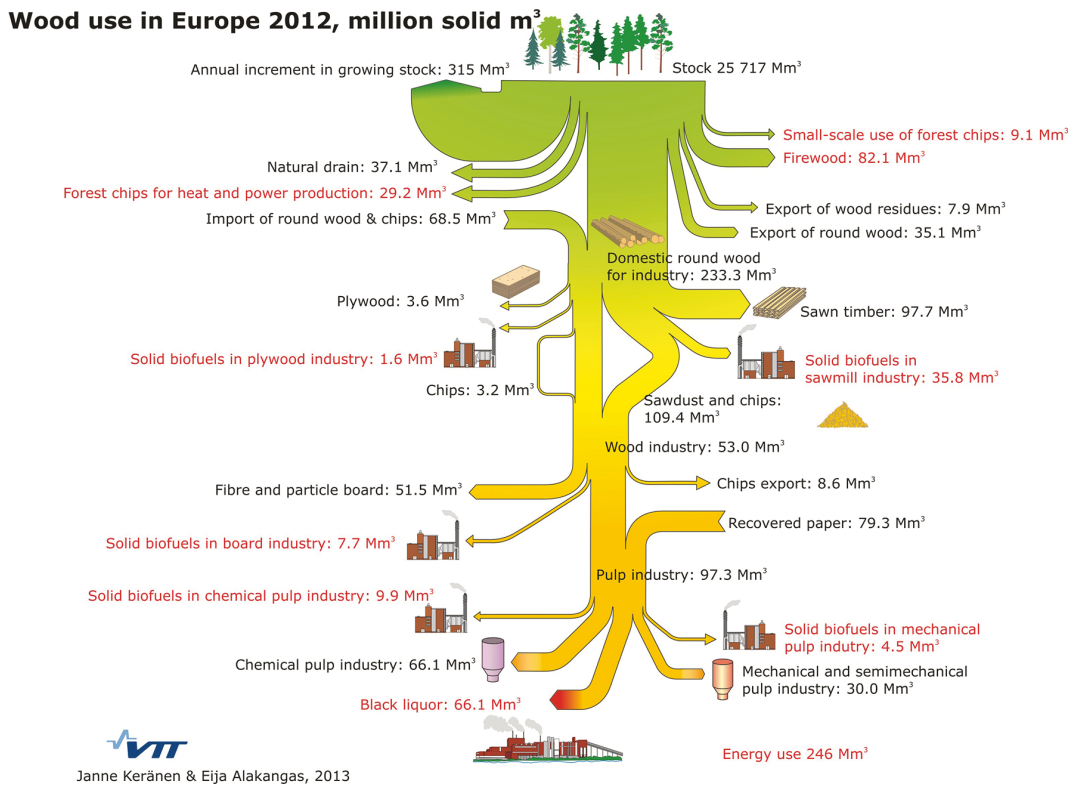 Wood use in Europe 2012, million solid m³
Annual increment in growing stock: 315 Mm³
Stock 25 717 Mm³
Small-scale use of forest chips: 9.1 Mm³
Firewood: 82.1 Mm³
Natural drain: 37.1 Mm³
Forest chips for heat and power production: 29.2 Mm³
Import of round wood & chips: 68.5 Mm³
Export of wood residues: 7.9 Mm³
Export of round wood: 35.1 Mm³
Domestic round wood
for industry: 233.3 Mm³
Plywood: 3.6 Mm³
Sawn timber: 97.7 Mm³
Solid biofuels in plywood industry: 1.6 Mm³
Solid biofuels in
sawmill industry: 35.8 Mm³
Chips: 3.2 Mm³
Sawdust and chips:
109.4 Mm³
Wood industry: 53.0 Mm³
Fibre and particle board: 51.5 Mm³
Chips export: 8.6 Mm³
Recovered paper: 79.3 Mm³
Solid biofuels in board industry: 7.7 Mm³
Pulp industry: 97.3 Mm³
Solid biofuels in chemical pulp industry: 9.9 Mm³
Solid biofuels in mechanical
pulp indutry: 4.5 Mm³
Chemical pulp industry: 66.1 Mm³
Mechanical and semimechanical
pulp industry: 30.0 Mm³
Black liquor: 66.1 Mm³
Energy use 246 Mm³
VTT
Janne Keränen & Eija Alakangas, 2013